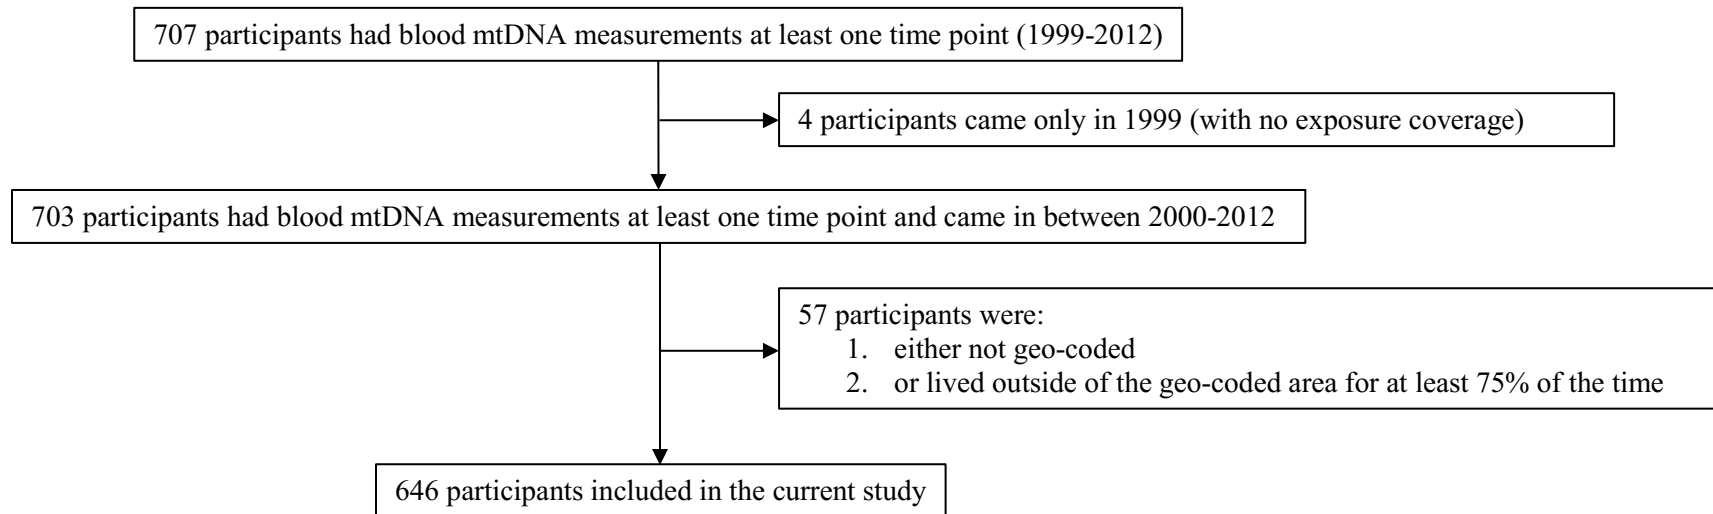 707 participants had blood mtDNA measurements at least one time point (1999-2012)
4 participants came only in 1999 (with no exposure coverage)
703 participants had blood mtDNA measurements at least one time point and came in between 2000-2012
57 participants were:
1. either not geo-coded
2. or lived outside of the geo-coded area for at least 75% of the time
646 participants included in the current study